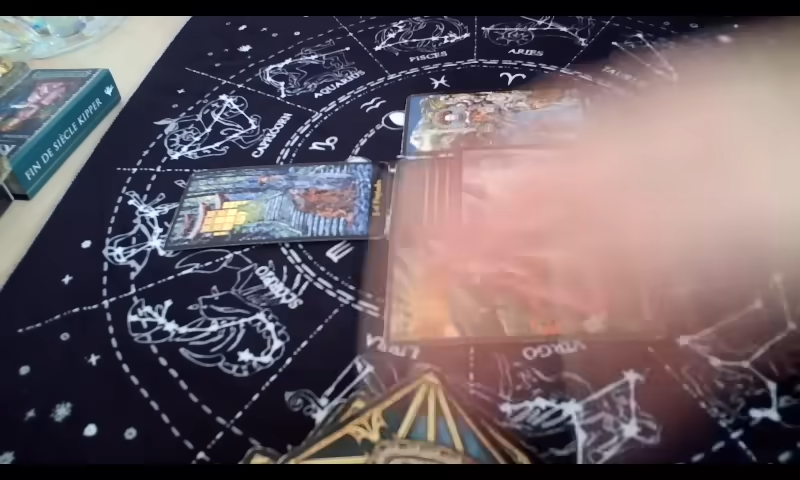 PISCES
ARIES
AQUARIUS
CAPRICORN
FIN DE SIÈCLE KIPPER
SCORPIO
LIBRA
VIRGO